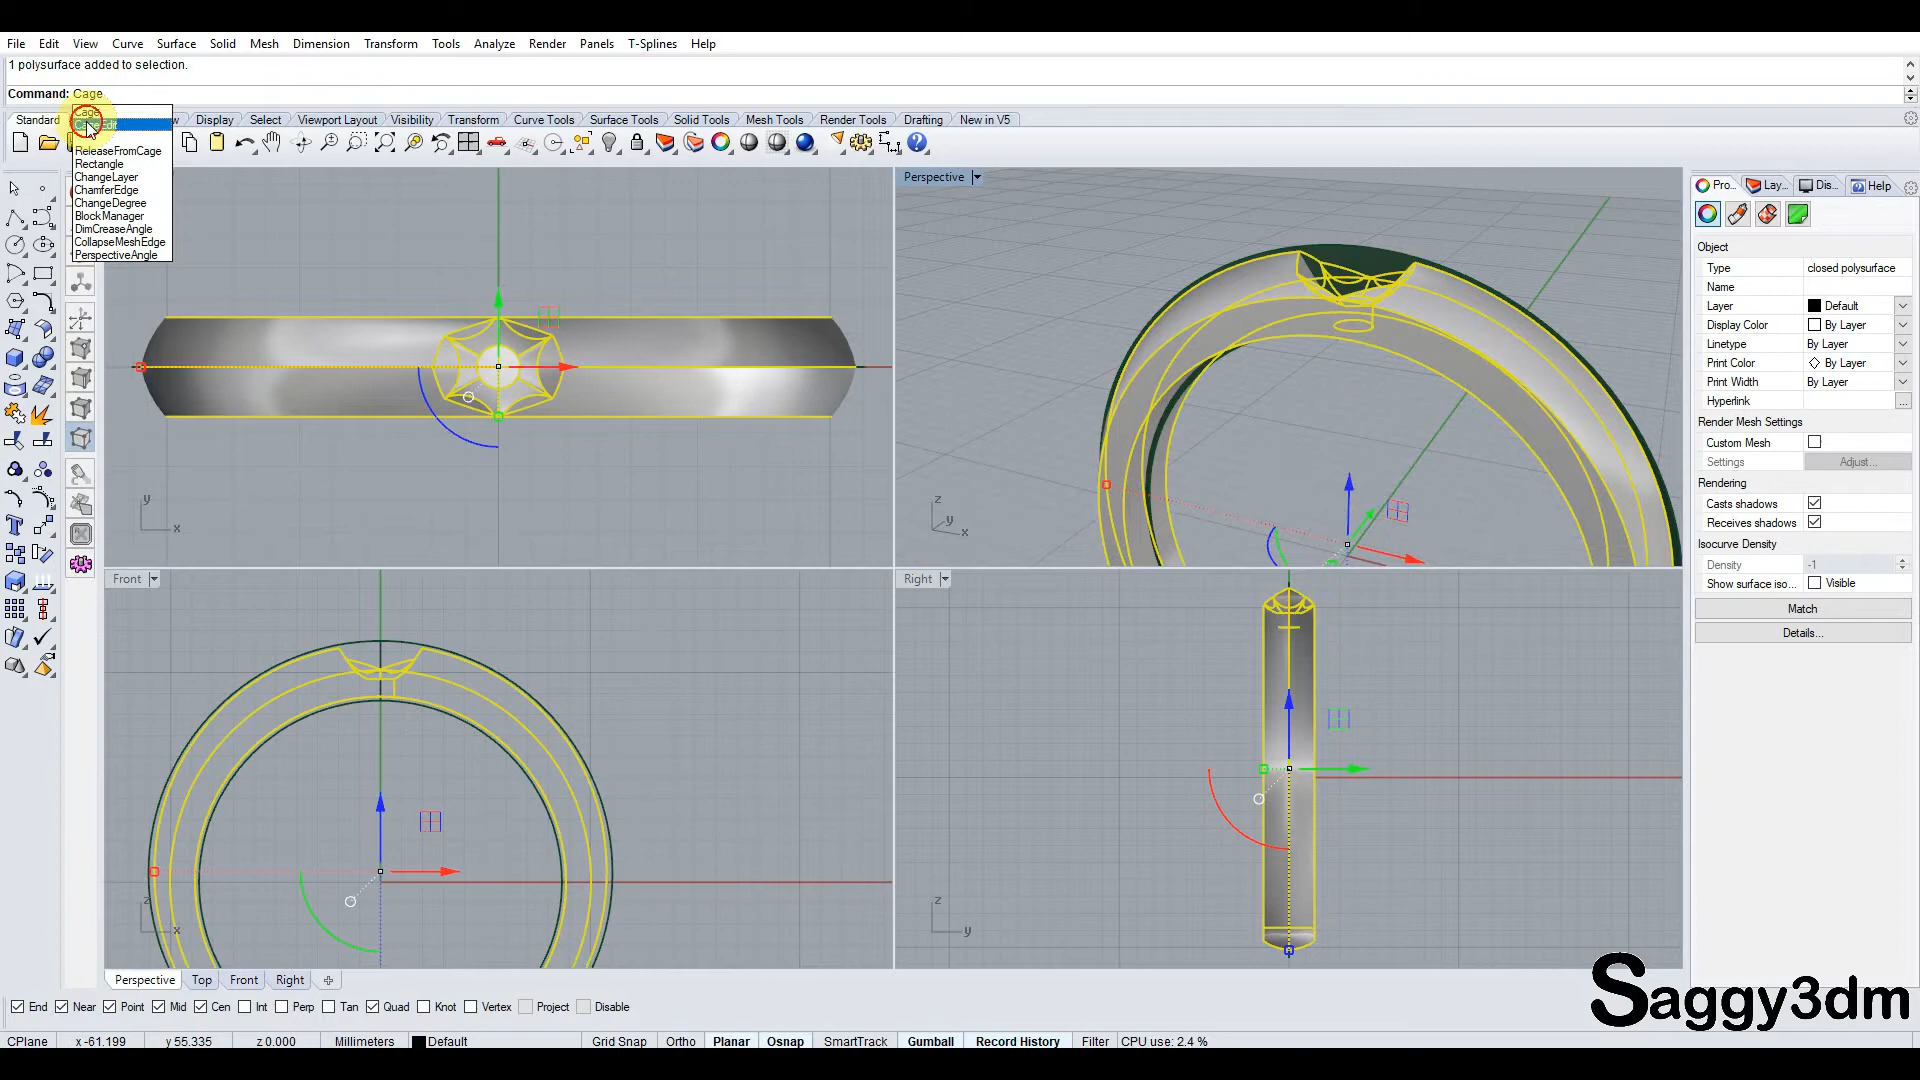 File Edit View Curve Surface Solid Mesh Dimension Transform Tools Analyze Render Panels T-Splines Help
1 polysurface added to selection.
Command: Cage
Cage
Standard Display Select Viewport Layout Visibility Transform Curve Tools Surface Tools Solid Tools Mesh Tools Render Tools Drafting New in V5
ReleaseFromCage
Rectangle
ChangeLayer
ChamferEdge
ChangeDegree
BlockManager
DimCreaseAngle
CollapseMeshEdge
PerspectiveAngle
Perspective
y
x
z
y
x
Front
Right
z
x
z
y
Pro... Lay... Dis... Help
Object
Type closed polysurface
Name
Layer Default
Display Color By Layer
Linetype By Layer
Print Color By Layer
Print Width By Layer
Hyperlink ...
Render Mesh Settings
Custom Mesh
Settings Adjust...
Rendering
Casts shadows
Receives shadows
Isocurve Density
Density -1
Show surface iso... Visible
Match
Details...
Perspective Top Front Right
End Near Point Mid Cen Int Perp Tan Quad Knot Vertex Project Disable
CPlane x -61.199 y 55.335 z 0.000 Millimeters Default Grid Snap Ortho Planar Osnap SmartTrack Gumball Record History Filter CPU use: 2.4 %
Saggy3dm